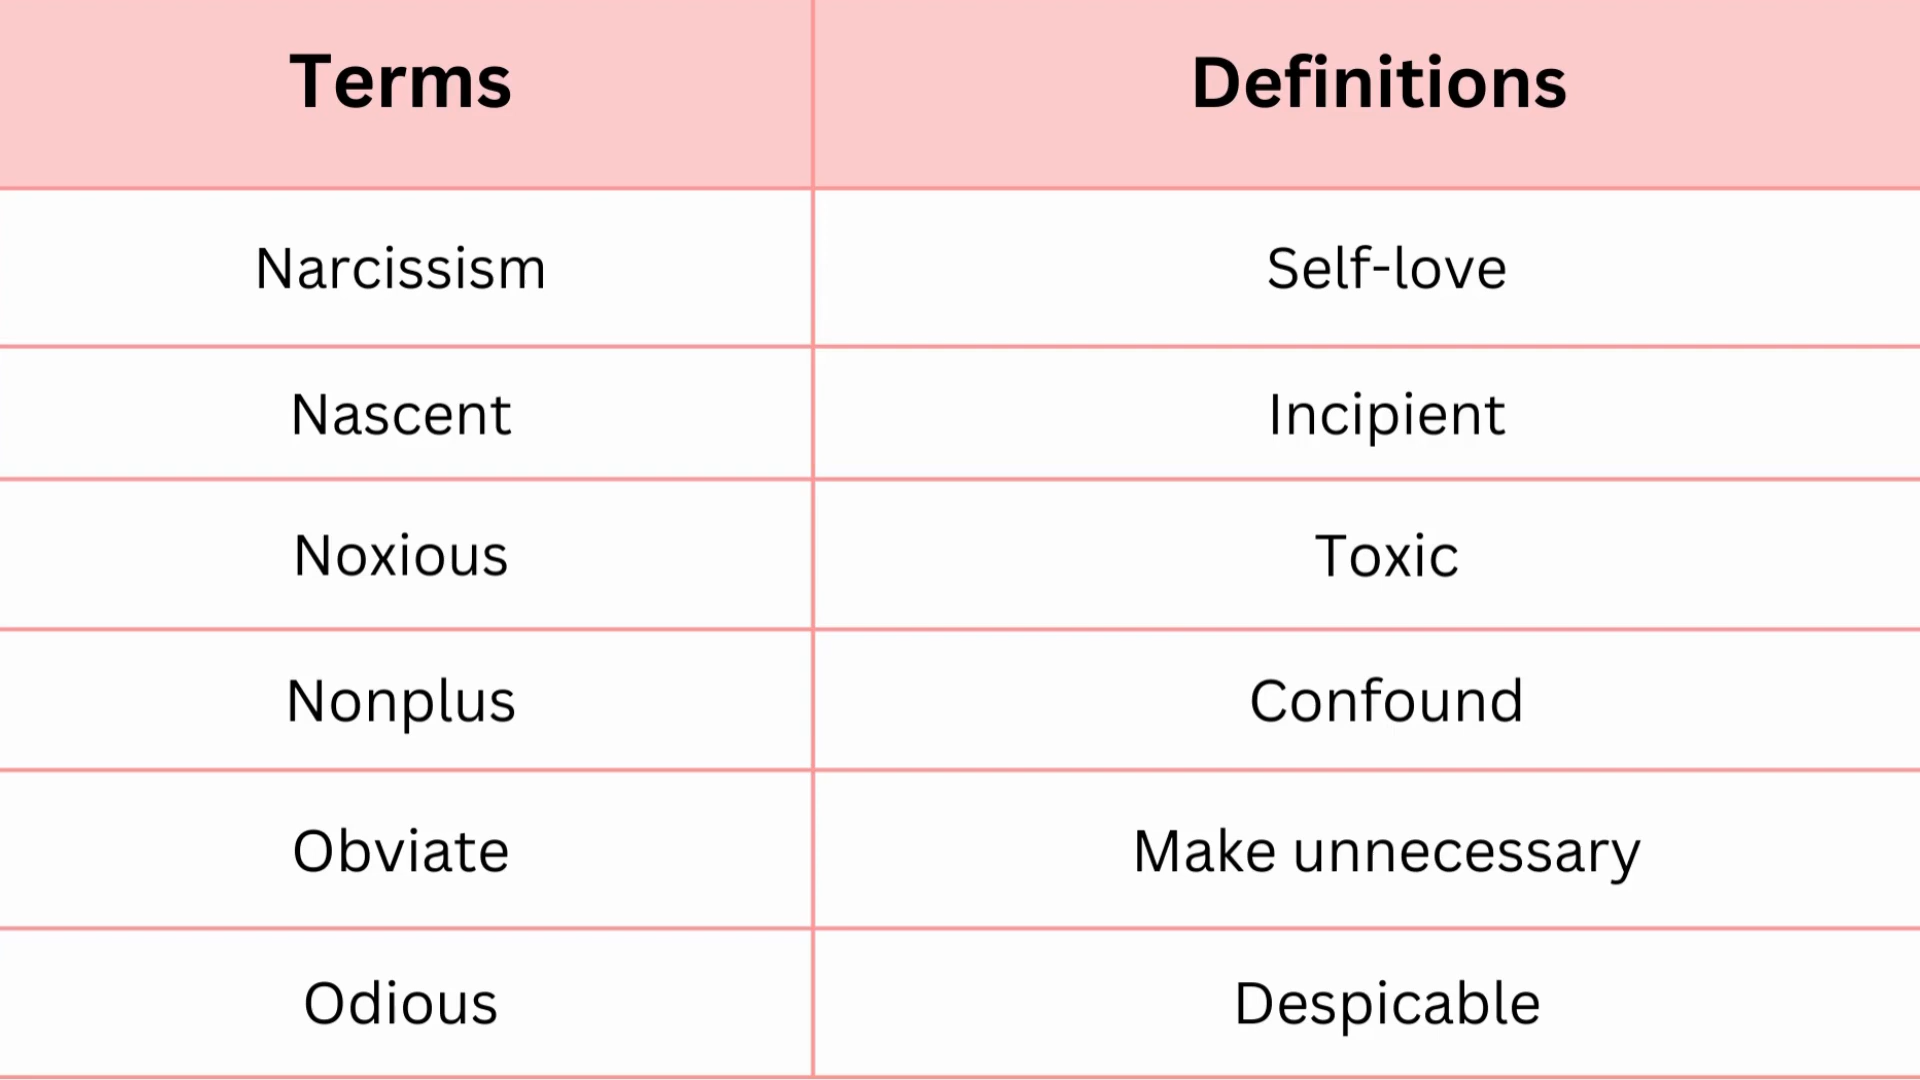 Terms Definitions
Narcissism Self-love
Nascent Incipient
Noxious Toxic
Nonplus Confound
Obviate Make unnecessary
Odious Despicable